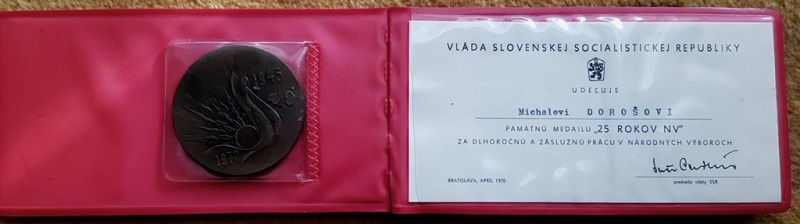 1945
1970
VLÁDA SLOVENSKEJ SOCIALISTICKEJ REPUBLIKY
UDEĽUJE
Michalovi DOROŠOVI
PAMÄTNÚ MEDAILU „25 ROKOV NV"
ZA DLHOROČNÚ A ZÁSLUŽNÚ PRÁCU V NÁRODNÝCH VÝBOROCH
BRATISLAVA, APRÍL 1970
predseda vlády SSR